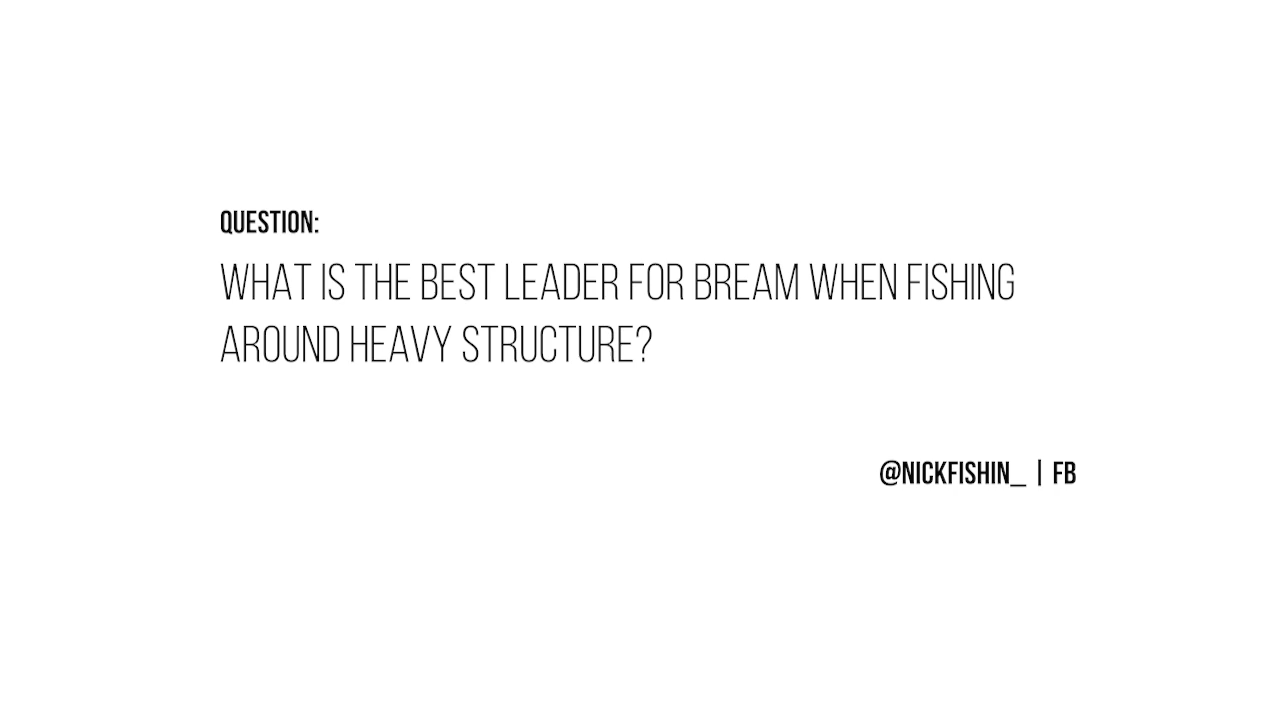 QUESTION:
WHAT IS THE BEST LEADER FOR BREAM WHEN FISHING
AROUND HEAVY STRUCTURE?
@NICKFISHIN_ | FB